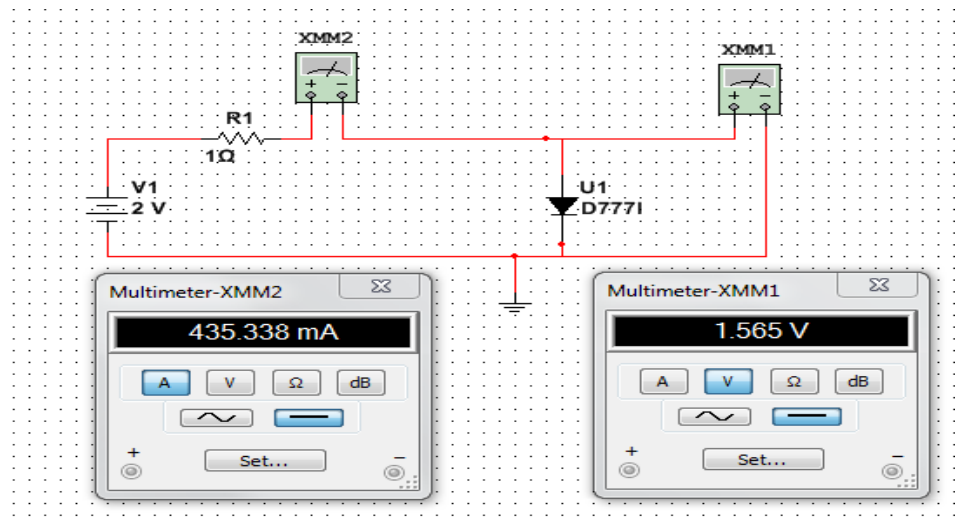 XMM2
XMM1
R1
1Ω
V1
2 V
U1
D777I
+ −
+ −
Multimeter-XMM2
435.338 mA
A V Ω dB
+ Set... −
Multimeter-XMM1
1.565 V
A V Ω dB
+ Set... −